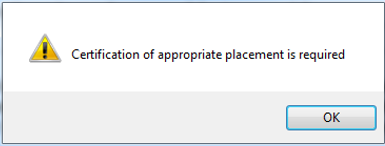 Certification of appropriate placement is required
OK